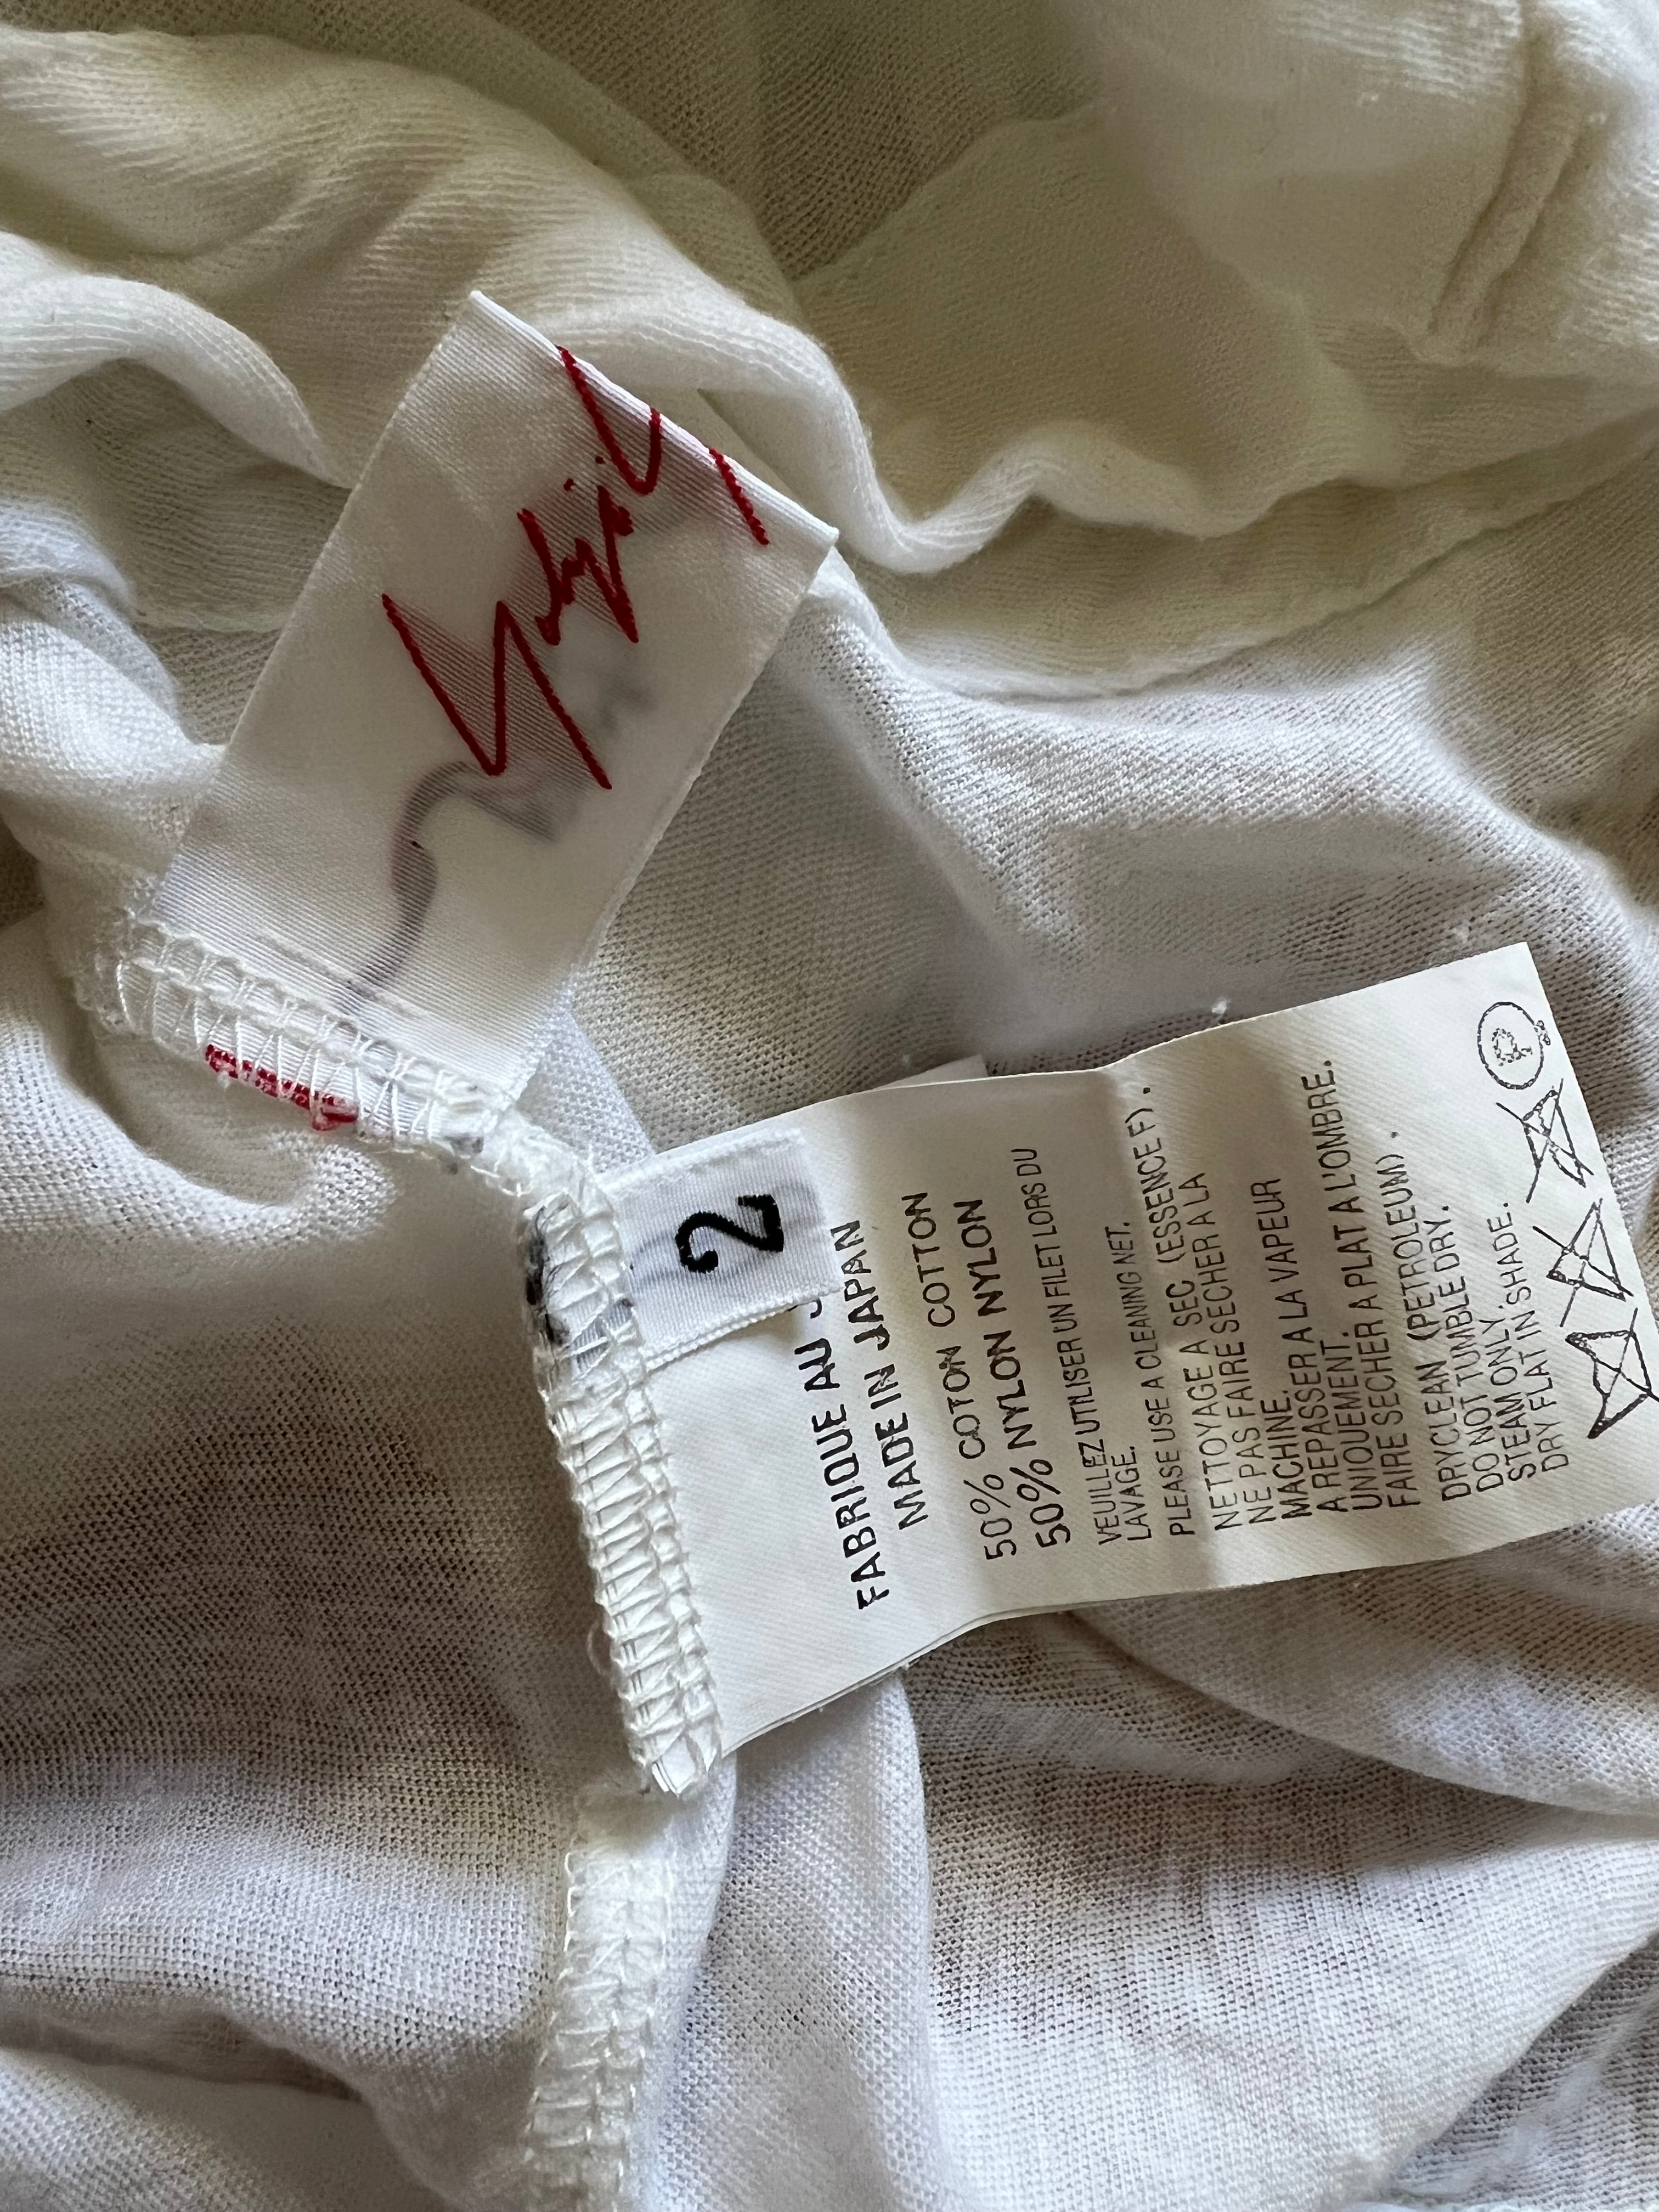 2
FABRIQUE AU
MADE IN JAPAN
50% COTON COTTON
50% NYLON NYLON
VEUILLEZ UTILISER UN FILET LORS DU
LAVAGE.
PLEASE USE A CLEANING NET.
NETTOYAGE A SEC (ESSENCE F).
NE PAS FAIRE SECHER A LA
MACHINE.
A REPASSER A LA VAPEUR
UNIQUEMENT.
FAIRE SECHER A PLAT A L'OMBRE.
DRYCLEAN (PETROLEUM).
DO NOT TUMBLE DRY.
STEAM ONLY.
DRY FLAT IN SHADE.